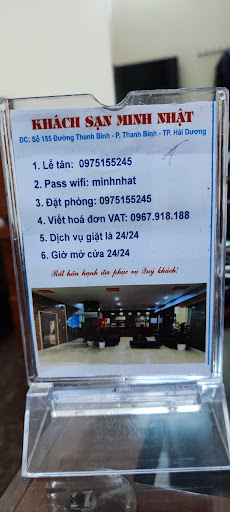 KHÁCH SẠN MINH NHẬT
ĐC: Số 155 Đường Thanh Bình - P. Thanh Bình - TP. Hải Dương
1. Lễ tân: 0975155245
2. Pass wifi: minhnhat
3. Đặt phòng: 0975155245
4. Viết hoá đơn VAT: 0967.918.188
5. Dịch vụ giặt là 24/24
6. Giờ mở cửa 24/24
Rất hân hạnh đợi phục vụ Quý khách!